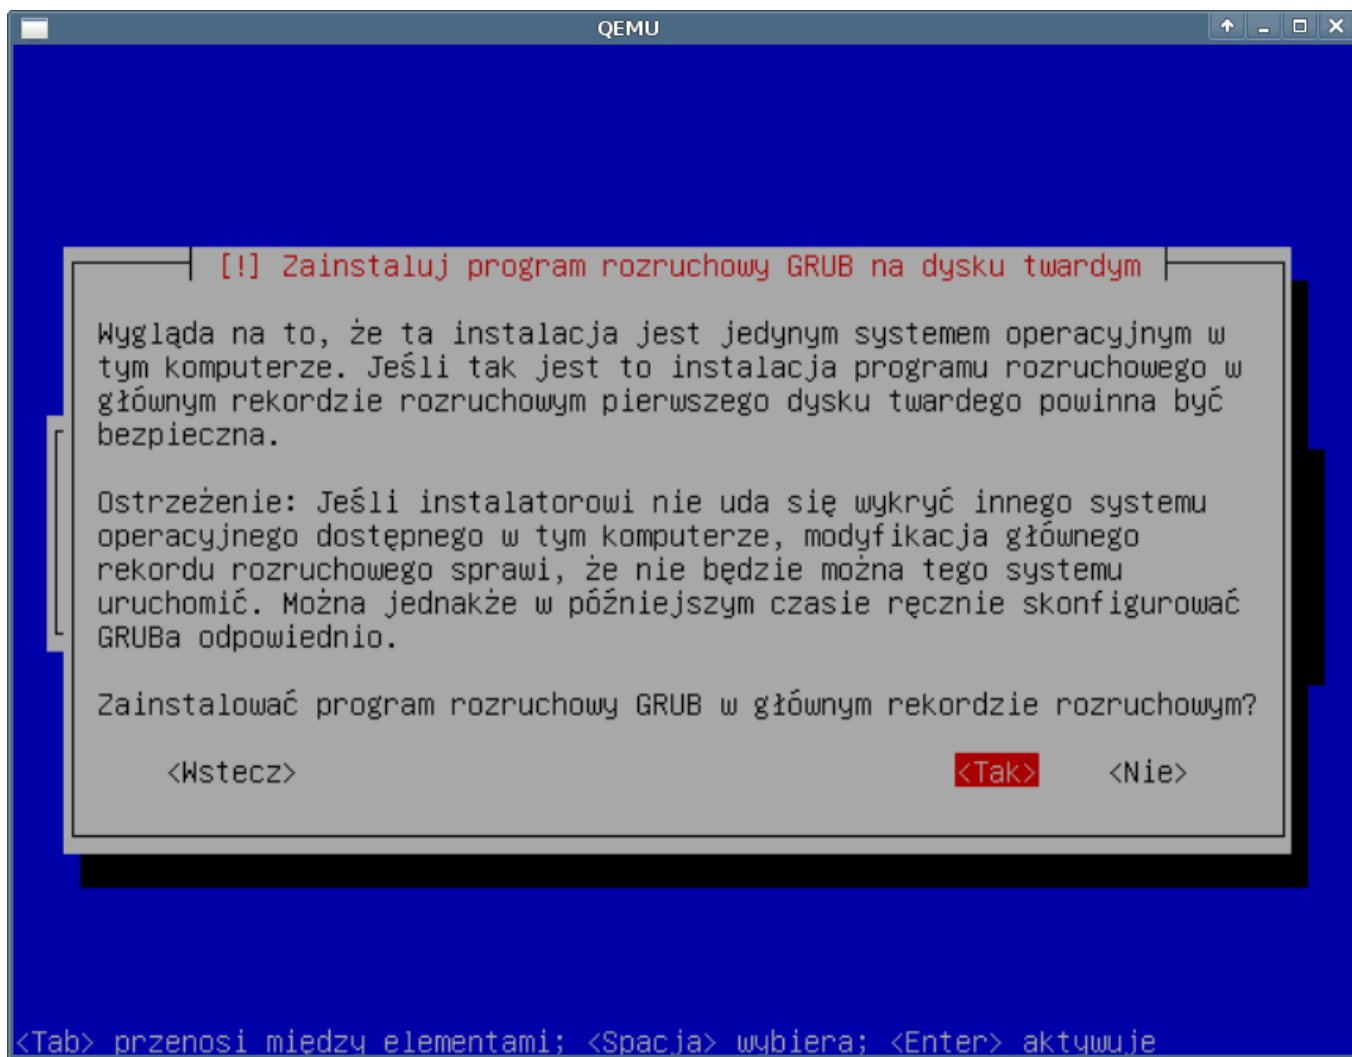 QEMU
[!] Zainstaluj program rozruchowy GRUB na dysku twardym
Wygląda na to, że ta instalacja jest jedynym systemem operacyjnym w
tym komputerze. Jeśli tak jest to instalacja programu rozruchowego w
głównym rekordzie rozruchowym pierwszego dysku twardego powinna być
bezpieczna.
Ostrzeżenie: Jeśli instalatorowi nie uda się wykryć innego systemu
operacyjnego dostępnego w tym komputerze, modyfikacja głównego
rekordu rozruchowego sprawi, że nie będzie można tego systemu
uruchomić. Można jednakże w późniejszym czasie ręcznie skonfigurować
GRUBa odpowiednio.
Zainstalować program rozruchowy GRUB w głównym rekordzie rozruchowym?
<Wstecz> <Tak> <Nie>
<Tab> przenosi między elementami; <Spacja> wybiera; <Enter> aktywuje